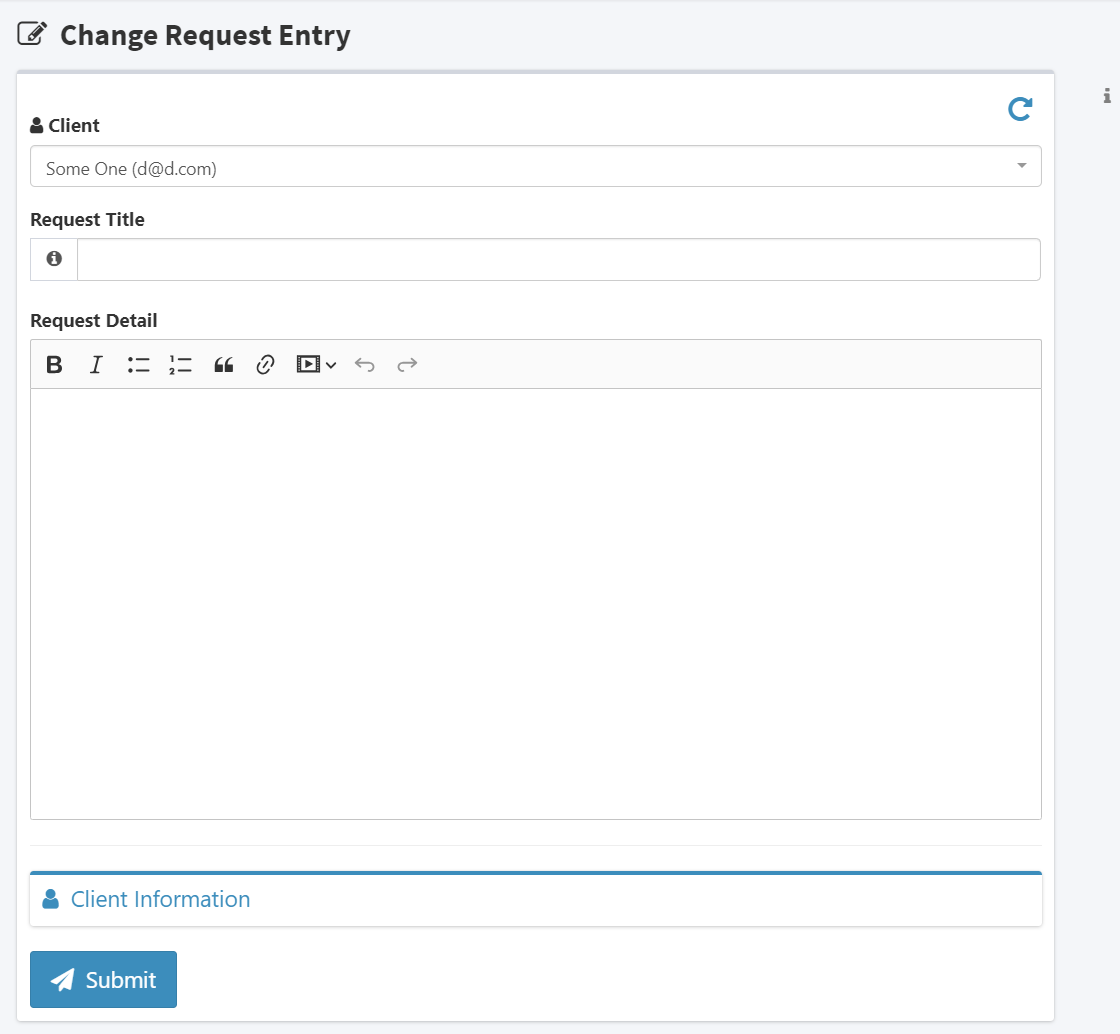 Change Request Entry
Client
Some One (d@d.com)
Request Title
Request Detail
Client Information
Submit